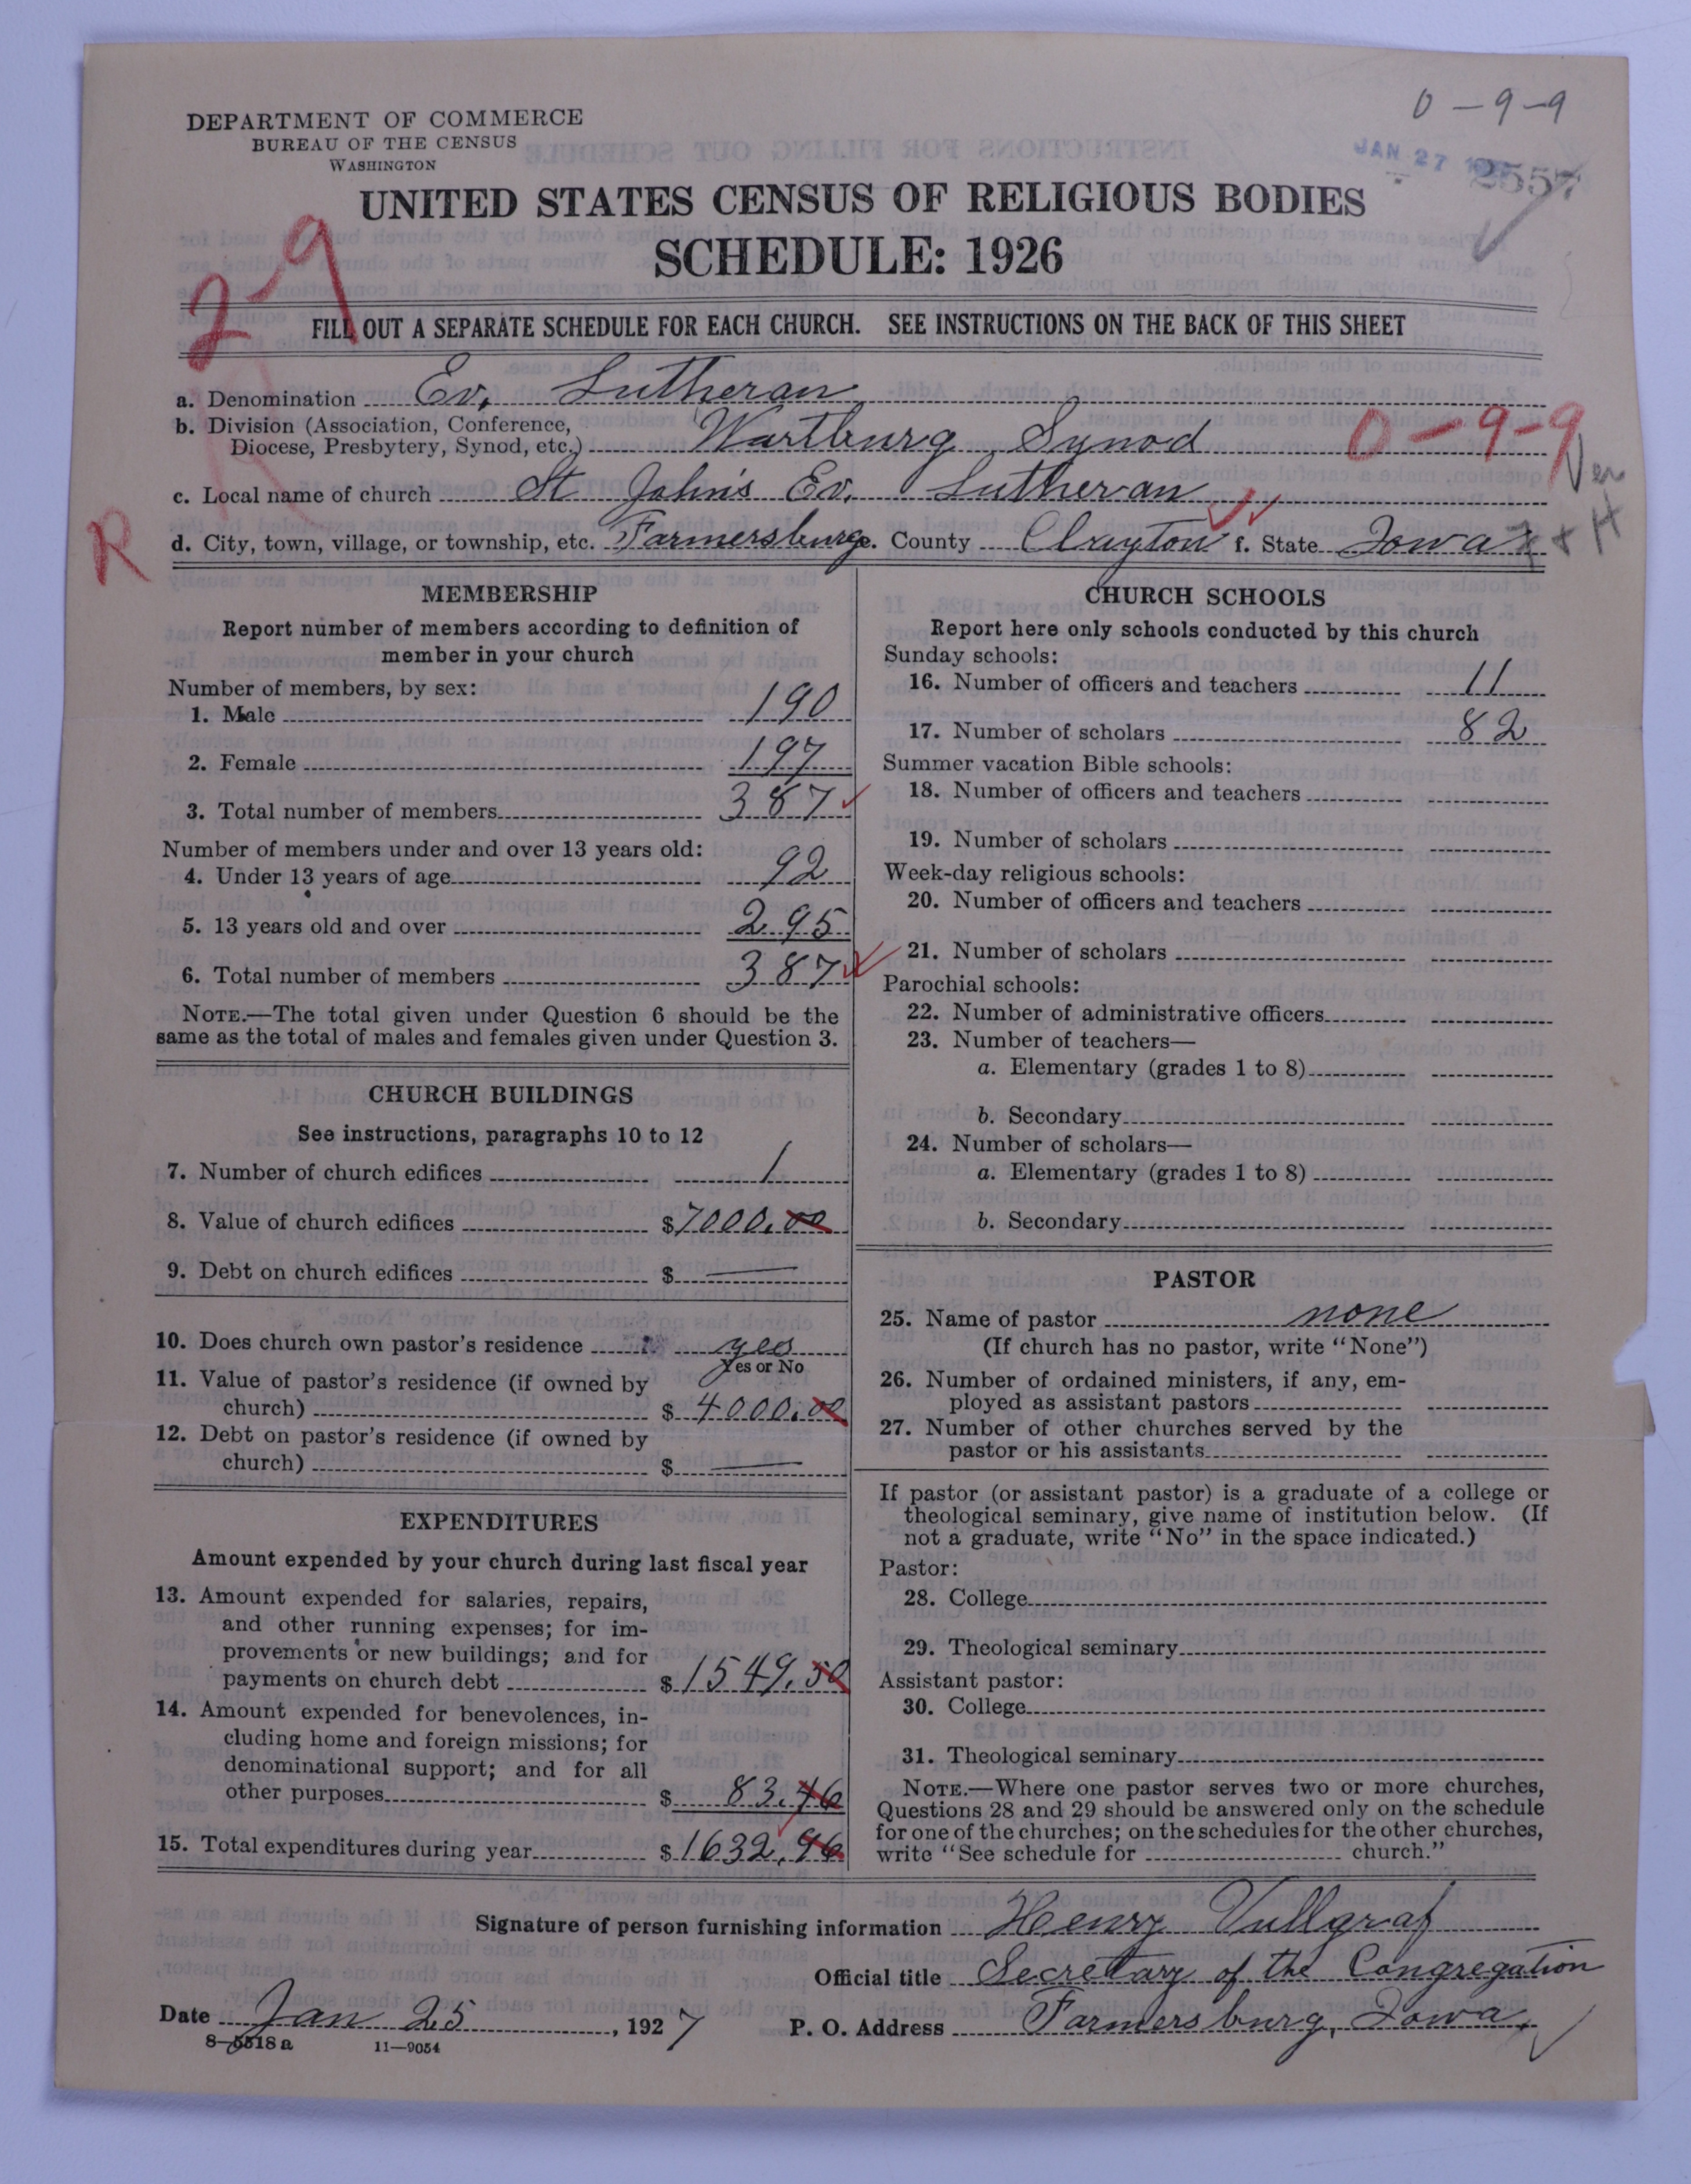 0-9-9
DEPARTMENT OF COMMERCE
BUREAU OF THE CENSUS
WASHINGTON
JAN 27
2557
UNITED STATES CENSUS OF RELIGIOUS BODIES
SCHEDULE: 1926
29
FILL OUT A SEPARATE SCHEDULE FOR EACH CHURCH. SEE INSTRUCTIONS ON THE BACK OF THIS SHEET
a. Denomination Ev. Lutheran
b. Division (Association, Conference,
Diocese, Presbytery, Synod, etc.) Wartburg Synod 0-9-9
Ver
c. Local name of church St John's Ev. Lutheran
R
d. City, town, village, or township, etc. Farmersburg e. County Clayton f. State Iowa
+ H
MEMBERSHIP
Report number of members according to definition of
member in your church
Number of members, by sex:
1. Male 190
2. Female 197
3. Total number of members 387
Number of members under and over 13 years old:
4. Under 13 years of age 92
5. 13 years old and over 295
6. Total number of members 387
NOTE.—The total given under Question 6 should be the
same as the total of males and females given under Question 3.
CHURCH BUILDINGS
See instructions, paragraphs 10 to 12
7. Number of church edifices 1
8. Value of church edifices $7000.00
9. Debt on church edifices $ —
10. Does church own pastor's residence yes
Yes or No
11. Value of pastor's residence (if owned by
church) $ 4000.00
12. Debt on pastor's residence (if owned by
church) $ —
EXPENDITURES
Amount expended by your church during last fiscal year
13. Amount expended for salaries, repairs,
and other running expenses; for im-
provements or new buildings; and for
payments on church debt $1549.50
14. Amount expended for benevolences, in-
cluding home and foreign missions; for
denominational support; and for all
other purposes $ 83.46
15. Total expenditures during year $1632.96
CHURCH SCHOOLS
Report here only schools conducted by this church
Sunday schools:
16. Number of officers and teachers 11
17. Number of scholars 82
Summer vacation Bible schools:
18. Number of officers and teachers
19. Number of scholars
Week-day religious schools:
20. Number of officers and teachers
21. Number of scholars
Parochial schools:
22. Number of administrative officers
23. Number of teachers—
a. Elementary (grades 1 to 8)
b. Secondary
24. Number of scholars—
a. Elementary (grades 1 to 8)
b. Secondary
PASTOR
25. Name of pastor none
(If church has no pastor, write "None")
26. Number of ordained ministers, if any, em-
ployed as assistant pastors
27. Number of other churches served by the
pastor or his assistants
If pastor (or assistant pastor) is a graduate of a college or
theological seminary, give name of institution below. (If
not a graduate, write "No" in the space indicated.)
Pastor:
28. College
29. Theological seminary
Assistant pastor:
30. College
31. Theological seminary
NOTE.—Where one pastor serves two or more churches,
Questions 28 and 29 should be answered only on the schedule
for one of the churches; on the schedules for the other churches,
write "See schedule for church."
Signature of person furnishing information Henry Vullgraf
Official title Secretary of the Congregation
Date Jan 25, 1927 P. O. Address Farmersburg, Iowa,
8—5518 a 11—9054